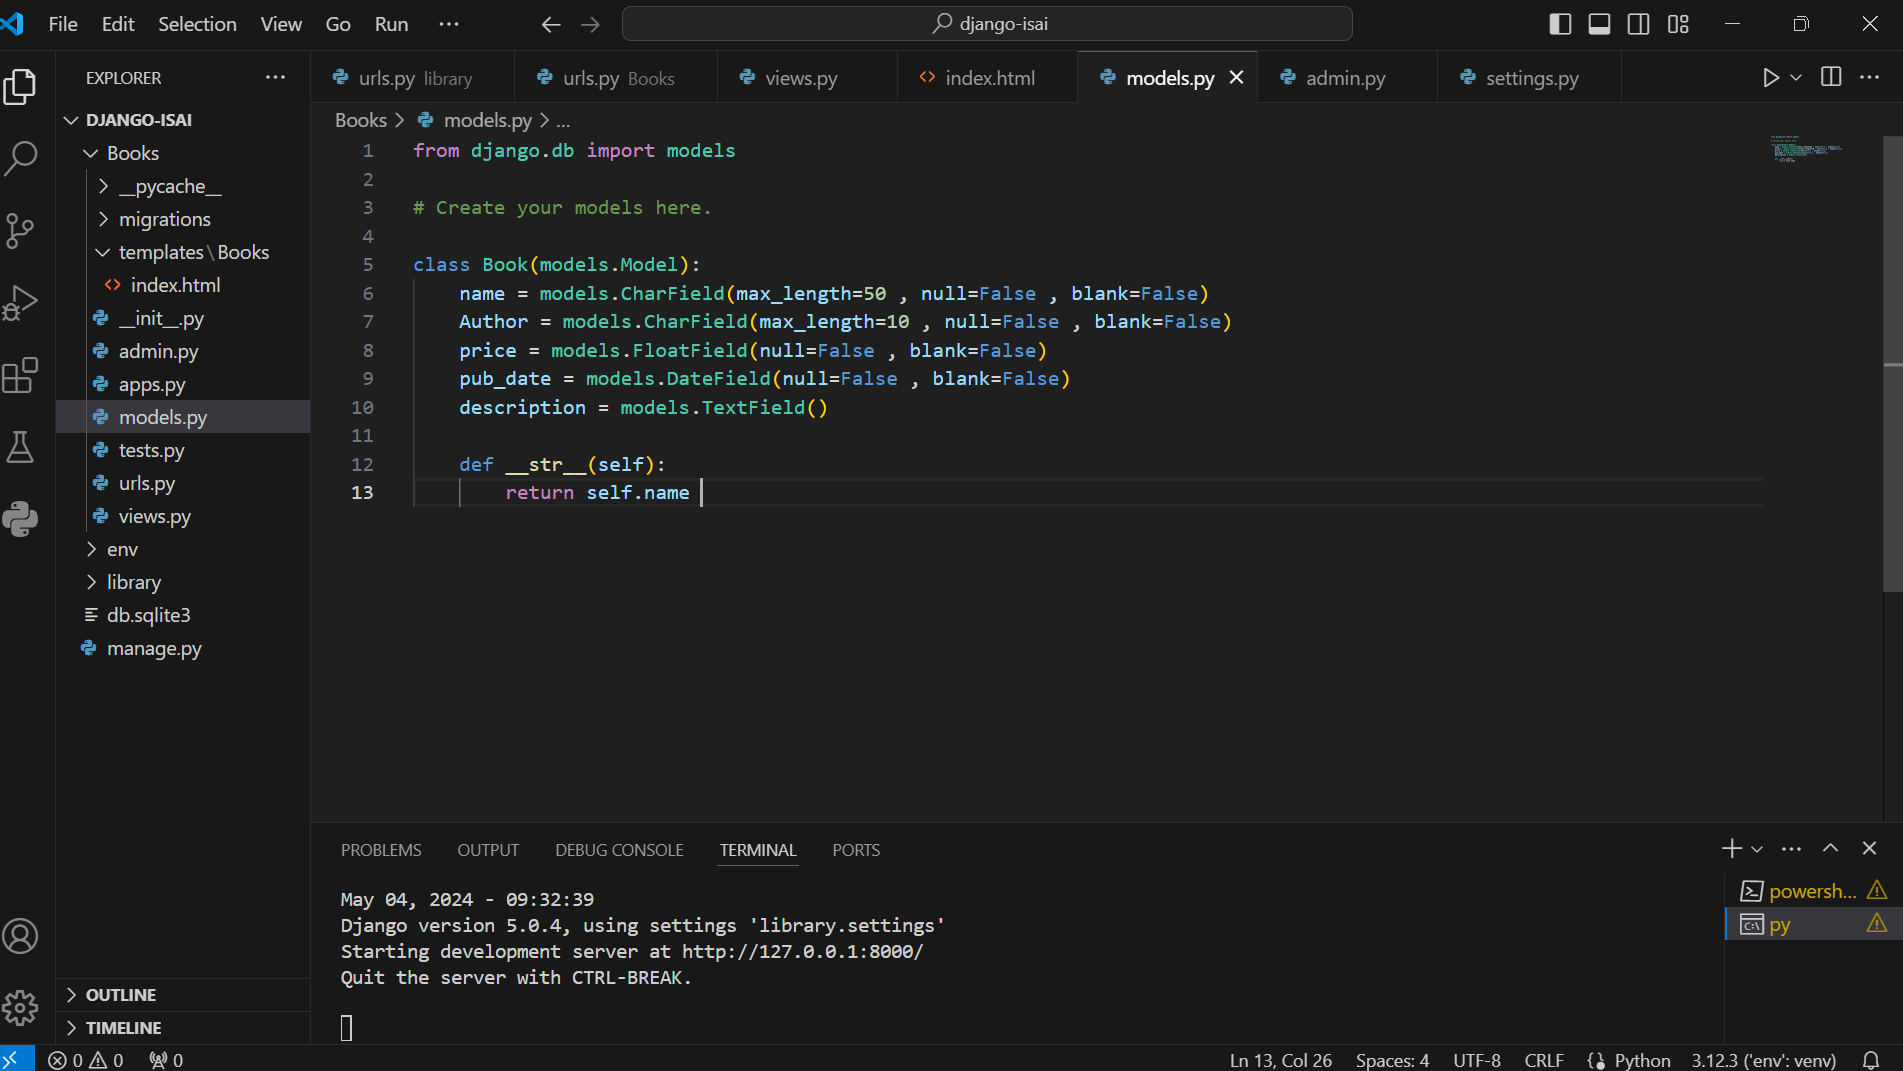 File Edit Selection View Go Run ··· django-isai
EXPLORER ···
DJANGO-ISAI
Books
__pycache__
migrations
templates\Books
index.html
__init__.py
admin.py
apps.py
models.py
tests.py
urls.py
views.py
env
library
db.sqlite3
manage.py
OUTLINE
TIMELINE
urls.py library urls.py Books views.py index.html models.py admin.py settings.py
Books > models.py > ...
1 from django.db import models
2
3 # Create your models here.
4
5 class Book(models.Model):
6     name = models.CharField(max_length=50 , null=False , blank=False)
7     Author = models.CharField(max_length=10 , null=False , blank=False)
8     price = models.FloatField(null=False , blank=False)
9     pub_date = models.DateField(null=False , blank=False)
10     description = models.TextField()
11
12     def __str__(self):
13         return self.name
PROBLEMS OUTPUT DEBUG CONSOLE TERMINAL PORTS
May 04, 2024 - 09:32:39
Django version 5.0.4, using settings 'library.settings'
Starting development server at http://127.0.0.1:8000/
Quit the server with CTRL-BREAK.
powersh...
py
0 0 0 Ln 13, Col 26 Spaces: 4 UTF-8 CRLF Python 3.12.3 ('env': venv)